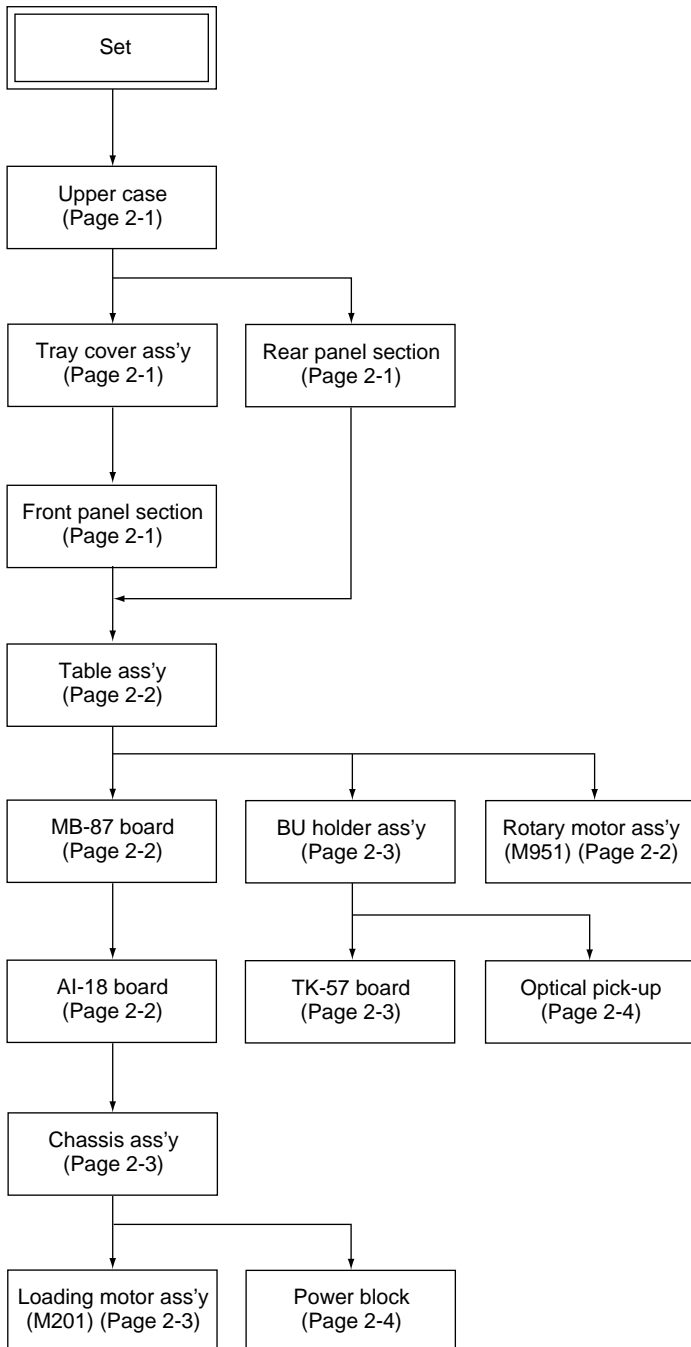 Set
Upper case
(Page 2-1)
Tray cover ass'y
(Page 2-1)
Rear panel section
(Page 2-1)
Front panel section
(Page 2-1)
Table ass'y
(Page 2-2)
MB-87 board
(Page 2-2)
BU holder ass'y
(Page 2-3)
Rotary motor ass'y
(M951) (Page 2-2)
AI-18 board
(Page 2-2)
TK-57 board
(Page 2-3)
Optical pick-up
(Page 2-4)
Chassis ass'y
(Page 2-3)
Loading motor ass'y
(M201) (Page 2-3)
Power block
(Page 2-4)